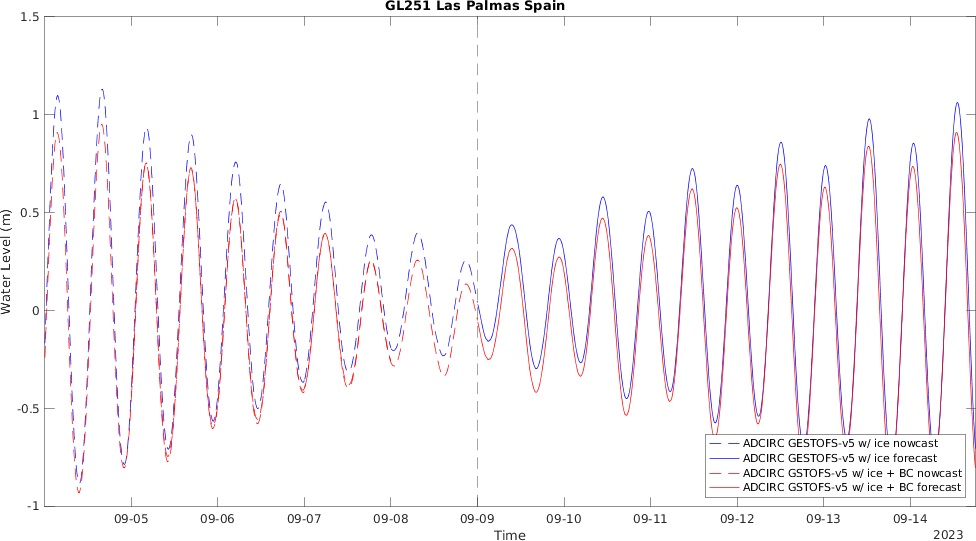 GL251 Las Palmas Spain
1.5
1
0.5
0
-0.5
-1
Water Level (m)
09-05 09-06 09-07 09-08 09-09 09-10 09-11 09-12 09-13 09-14
Time
2023
ADCIRC GESTOFS-v5 w/ ice nowcast
ADCIRC GESTOFS-v5 w/ ice forecast
ADCIRC GSTOFS-v5 w/ ice + BC nowcast
ADCIRC GSTOFS-v5 w/ ice + BC forecast